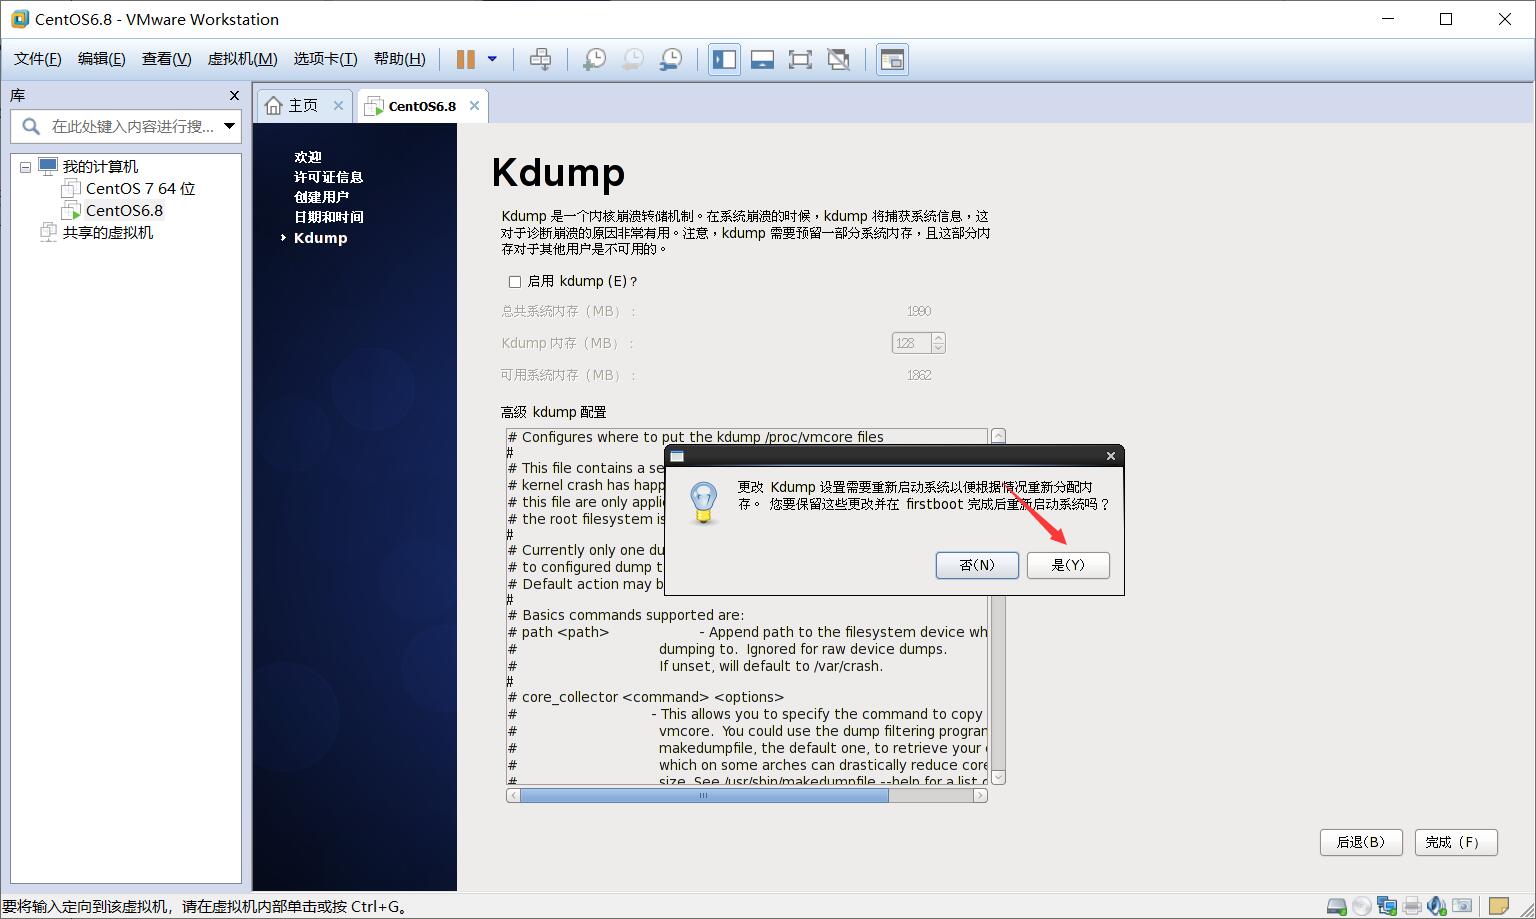 CentOS6.8 - VMware Workstation
文件(F) 编辑(E) 查看(V) 虚拟机(M) 选项卡(T) 帮助(H)
库
在此处键入内容进行搜...
我的计算机
CentOS 7 64 位
CentOS6.8
共享的虚拟机
主页
CentOS6.8
欢迎
许可证信息
创建用户
日期和时间
Kdump
Kdump
Kdump 是一个内核崩溃转储机制。在系统崩溃的时候，kdump 将捕获系统信息，这
对于诊断崩溃的原因非常有用。注意，kdump 需要预留一部分系统内存，且这部分内
存对于其他用户是不可用的。
启用 kdump (E)？
总共系统内存（MB）： 1990
Kdump 内存（MB）： 128
可用系统内存（MB）： 1862
高级 kdump 配置
# Configures where to put the kdump /proc/vmcore files
#
# This file contains a se
# kernel crash has happ
# this file are only appli
# the root filesystem is
#
# Currently only one du
# to configured dump t
# Default action may b
#
# Basics commands supported are:
# path <path> - Append path to the filesystem device wh
# dumping to. Ignored for raw device dumps.
# If unset, will default to /var/crash.
#
# core_collector <command> <options>
# - This allows you to specify the command to copy
# vmcore. You could use the dump filtering program
# makedumpfile, the default one, to retrieve your
# which on some arches can drastically reduce core
# size. See /usr/sbin/makedumpfile --help for a list
更改 Kdump 设置需要重新启动系统以便根据情况重新分配内
存。 您要保留这些更改并在 firstboot 完成后重新启动系统吗？
否(N) 是(Y)
后退(B) 完成（F）
要将输入定向到该虚拟机，请在虚拟机内部单击或按 Ctrl+G。